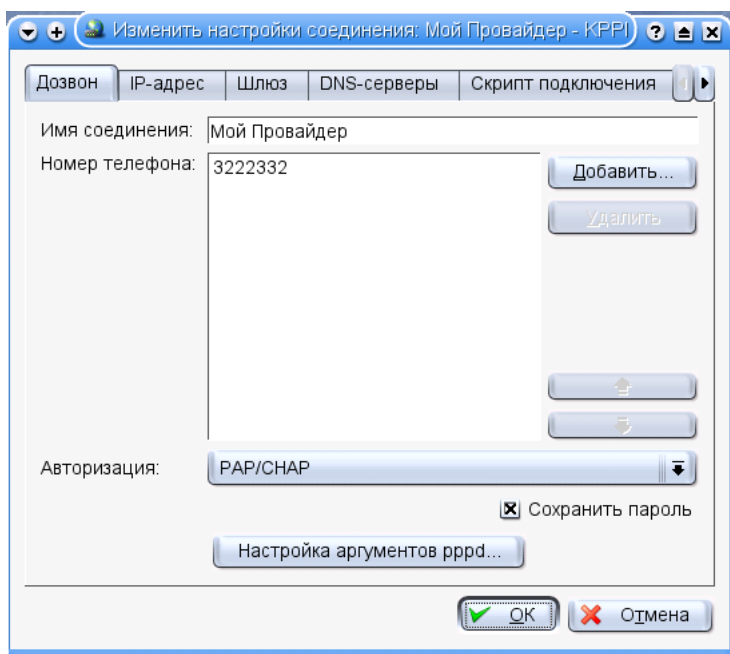 Изменить настройки соединения: Мой Провайдер - KPPI
Дозвон IP-адрес Шлюз DNS-серверы Скрипт подключения
Имя соединения: Мой Провайдер
Номер телефона: 3222332
Добавить...
Удалить
Авторизация: PAP/CHAP
Сохранить пароль
Настройка аргументов pppd...
OK Отмена